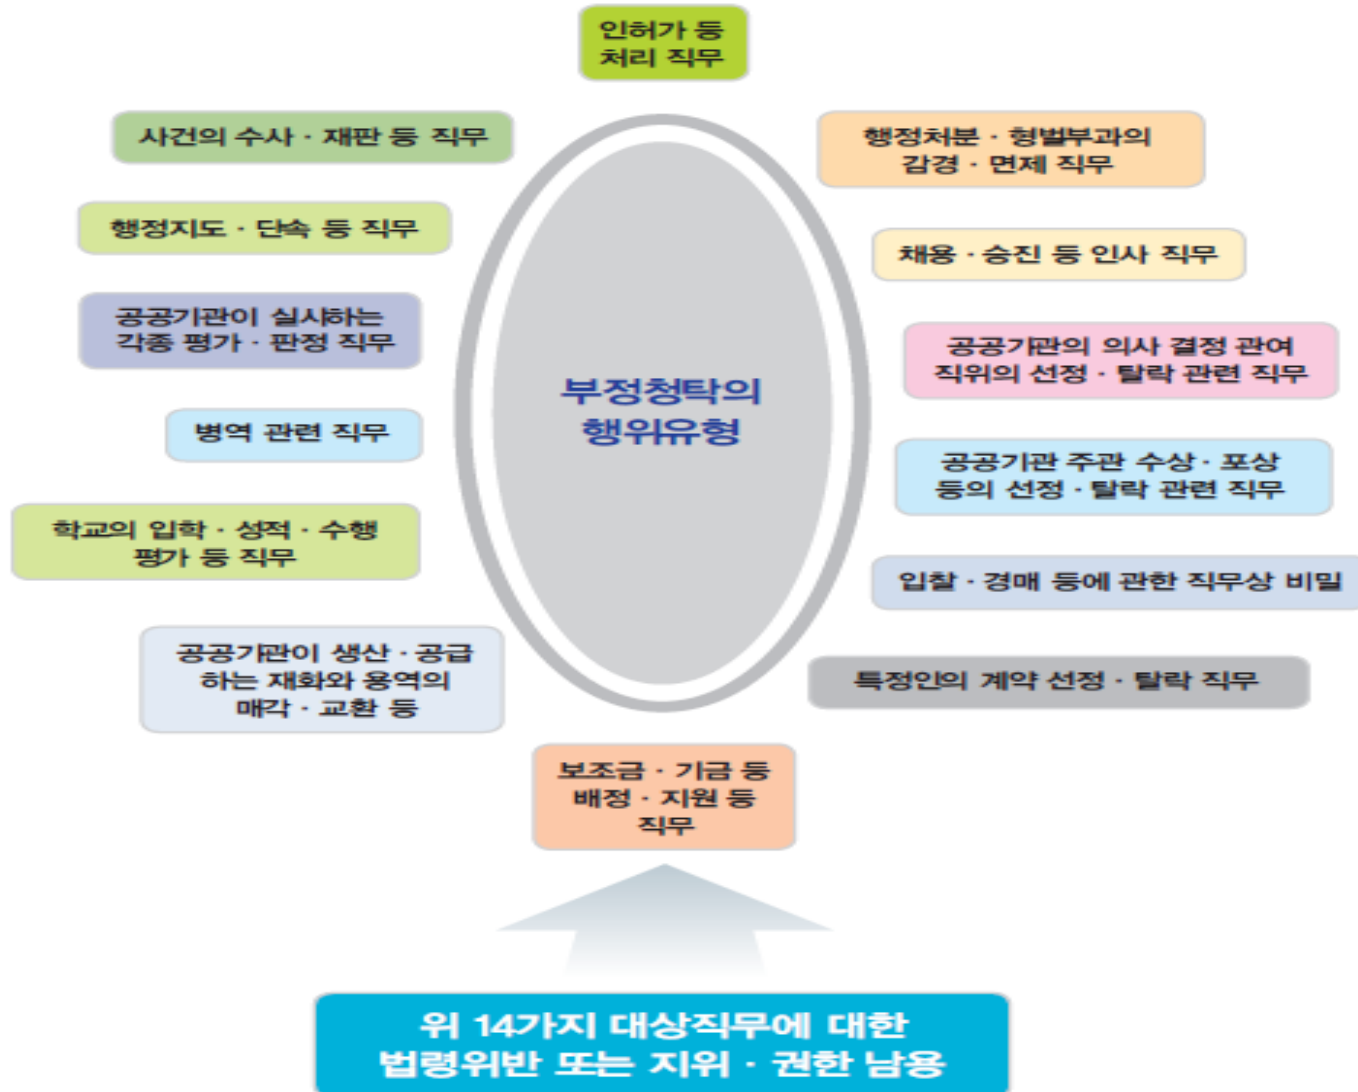 인허가 등
처리 직무
사건의 수사 · 재판 등 직무
행정처분 · 형벌부과의
감경 · 면제 직무
행정지도 · 단속 등 직무
채용 · 승진 등 인사 직무
공공기관이 실시하는
각종 평가 · 판정 직무
공공기관의 의사 결정 관여
직위의 선정 · 탈락 관련 직무
부정청탁의
행위유형
병역 관련 직무
공공기관 주관 수상 · 포상
등의 선정 · 탈락 관련 직무
학교의 입학 · 성적 · 수행
평가 등 직무
입찰 · 경매 등에 관한 직무상 비밀
공공기관이 생산 · 공급
하는 재화와 용역의
매각 · 교환 등
특정인의 계약 선정 · 탈락 직무
보조금 · 기금 등
배정 · 지원 등
직무
위 14가지 대상직무에 대한
법령위반 또는 지위 · 권한 남용